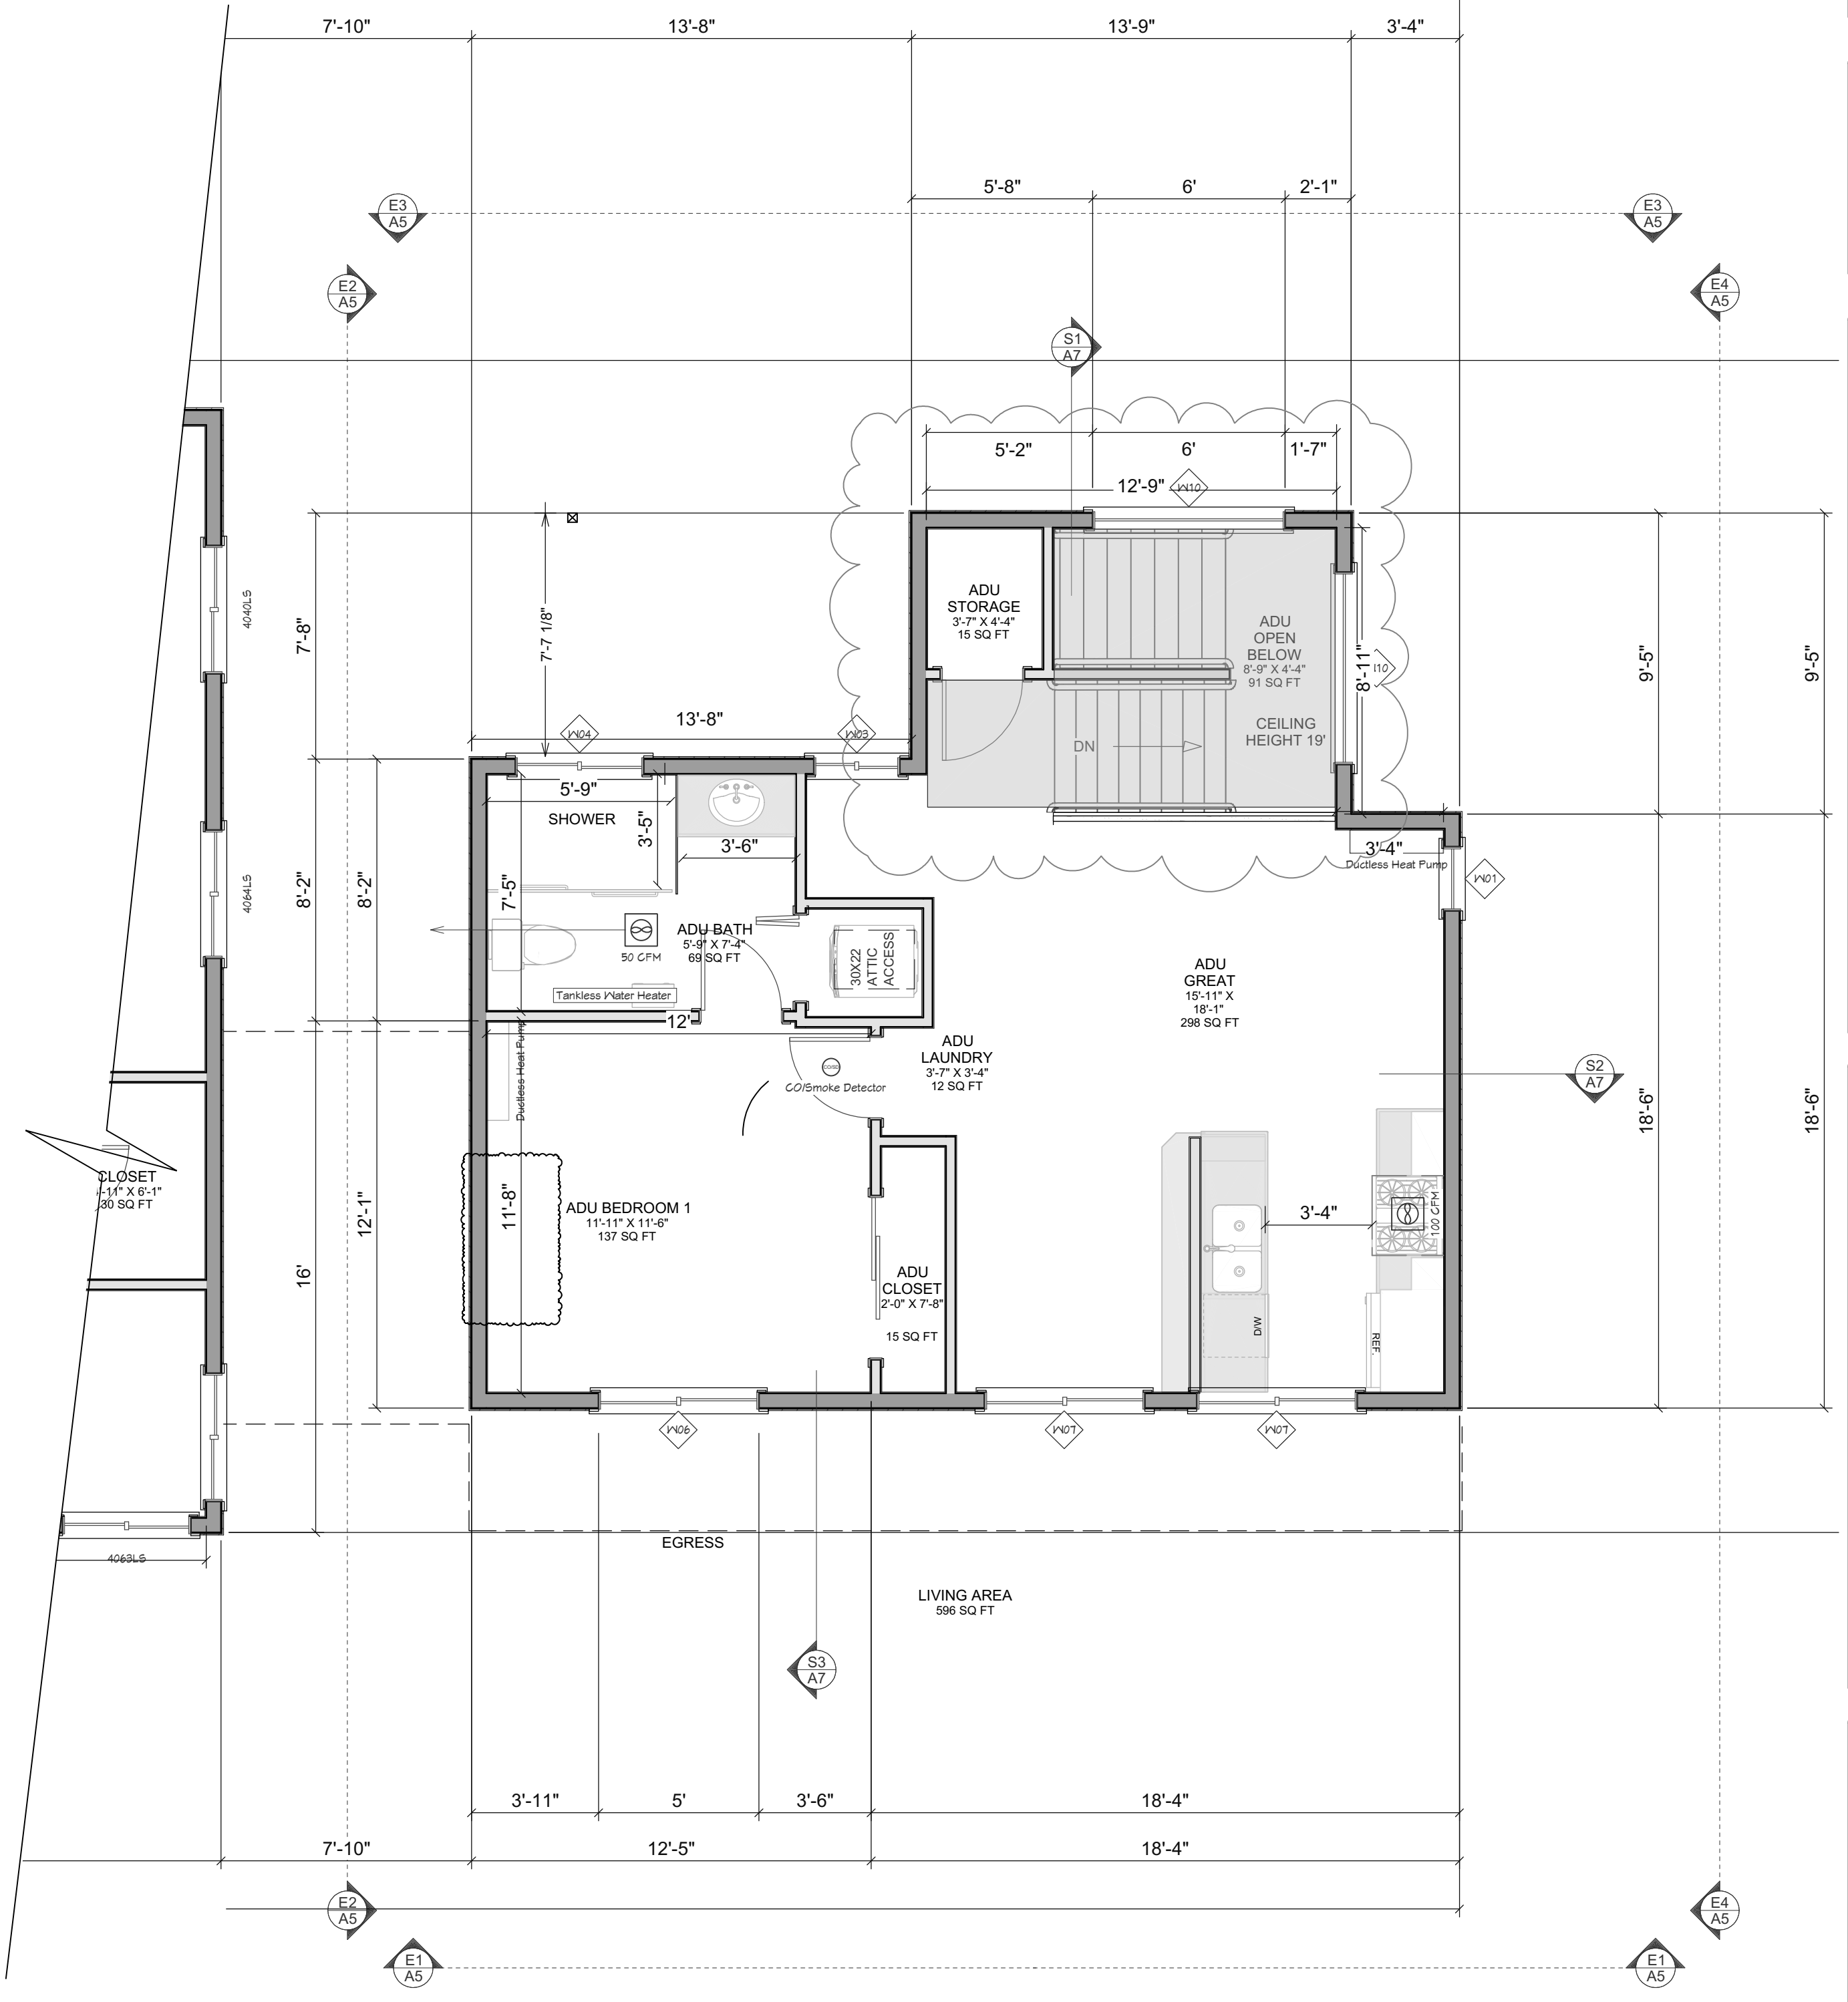 7'-10"
13'-8"
13'-9"
3'-4"
5'-8"
6'
2'-1"
E3
A5
E3
A5
E2
A5
E4
A5
S1
A7
5'-2"
6'
1'-7"
12'-9"
W10
4040LS
7'-8"
7'-7 1/8"
ADU
STORAGE
3'-7" X 4'-4"
15 SQ FT
ADU
OPEN
BELOW
8'-9" X 4'-4"
91 SQ FT
8'-11"
9'-5"
9'-5"
13'-8"
W04
W03
DN
CEILING
HEIGHT 19'
5'-9"
SHOWER
3'-5"
3'-6"
3'-4"
Ductless Heat Pump
W01
4064LS
8'-2"
8'-2"
7'-5"
ADU BATH
5'-9" X 7'-4"
69 SQ FT
50 CFM
30X22
ATTIC
ACCESS
Tankless Water Heater
12'
ADU
GREAT
15'-11" X
18'-1"
298 SQ FT
Ductless Heat Pump
CO/Smoke Detector
ADU
LAUNDRY
3'-7" X 3'-4"
12 SQ FT
S2
A7
18'-6"
18'-6"
CLOSET
-11" X 6'-1"
30 SQ FT
16'
12'-1"
11'-8"
ADU BEDROOM 1
11'-11" X 11'-6"
137 SQ FT
3'-4"
100 CFM
ADU
CLOSET
2'-0" X 7'-8"
15 SQ FT
D/W
REF.
W06
W07
W07
4063LS
EGRESS
LIVING AREA
596 SQ FT
S3
A7
3'-11"
5'
3'-6"
18'-4"
7'-10"
12'-5"
18'-4"
E2
A5
E4
A5
E1
A5
E1
A5